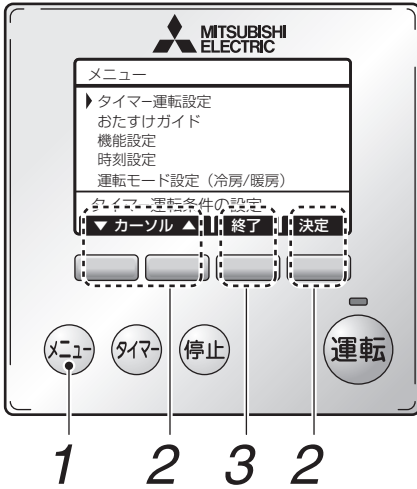 MITSUBISHI
ELECTRIC
メニュー
タイマー運転設定
おたすけガイド
機能設定
時刻設定
運転モード設定（冷房/暖房）
タイマー運転条件の設定
▼ カーソル ▲ 終了 決定
メニュー タイマー 停止 運転
1 2 3 2